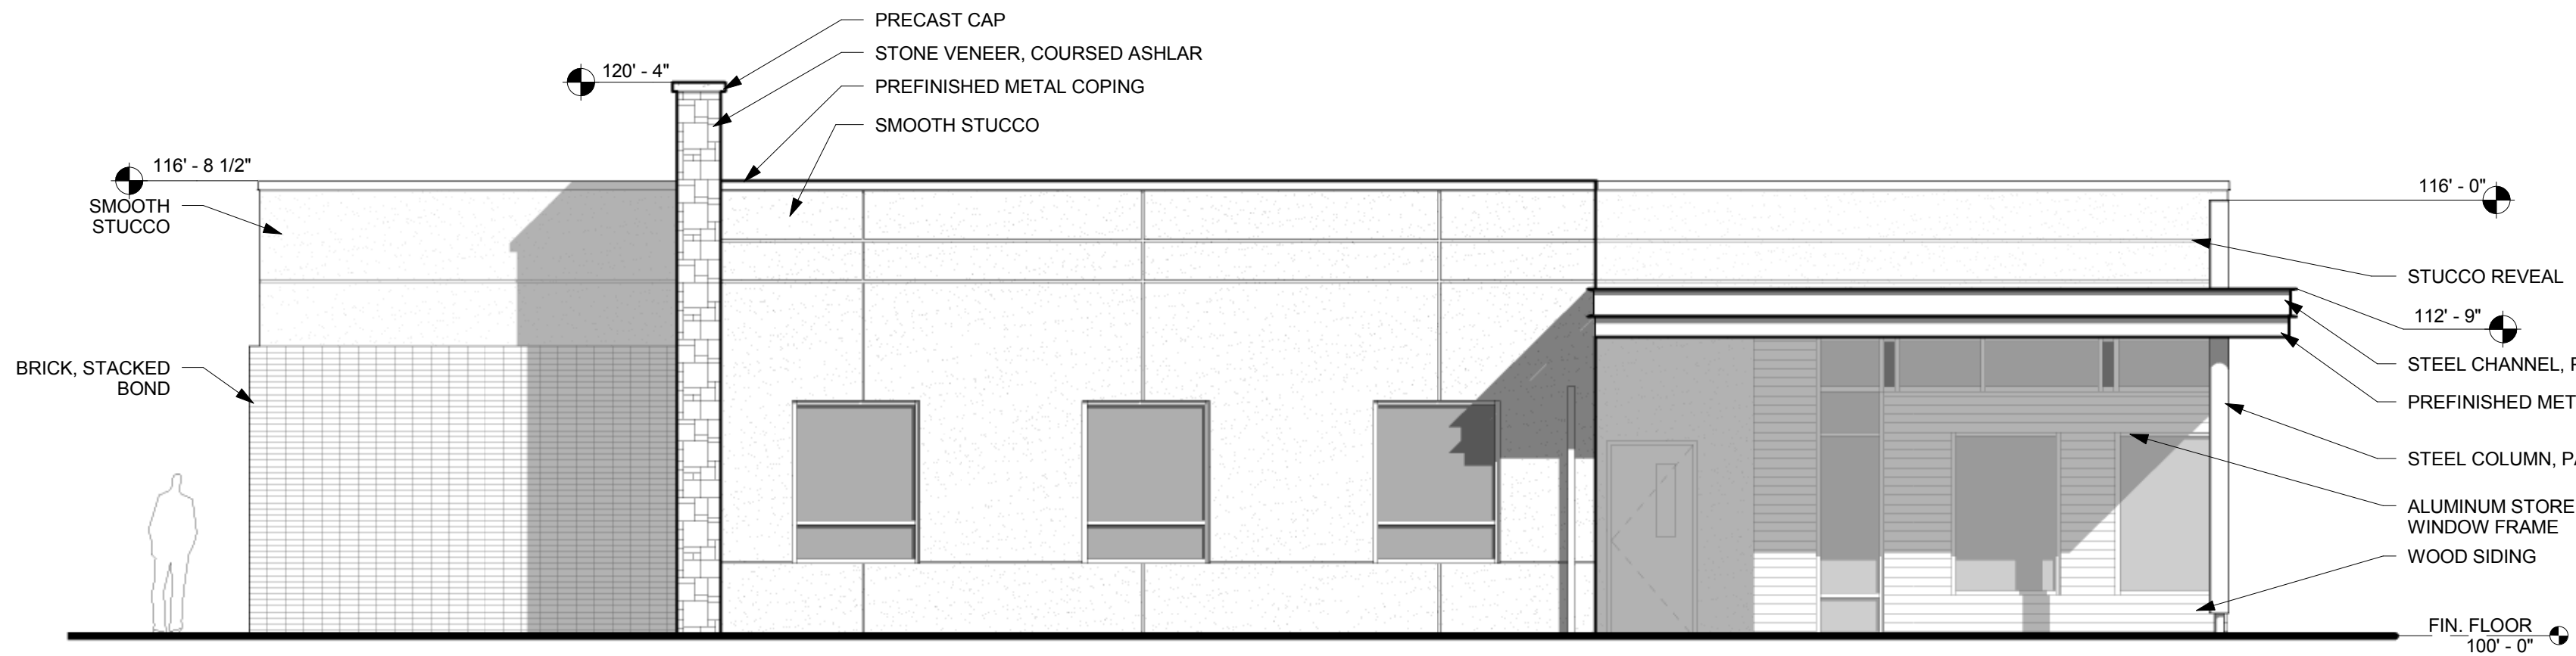 PRECAST CAP
STONE VENEER, COURSED ASHLAR
PREFINISHED METAL COPING
SMOOTH STUCCO
120' - 4"
116' - 8 1/2"
SMOOTH
STUCCO
BRICK, STACKED
BOND
116' - 0"
STUCCO REVEAL
112' - 9"
STEEL CHANNEL,
PREFINISHED
STEEL COLUMN,
ALUMINUM
WINDOW FRAME
WOOD SIDING
FIN. FLOOR
100' - 0"